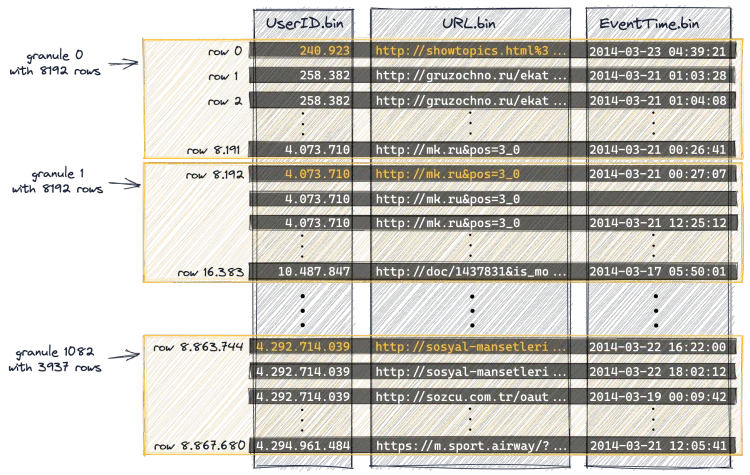 UserID.bin URL.bin EventTime.bin
granule 0
with 8192 rows
row 0 240.923 http://showtopics.html%3 ... 2014-03-23 04:39:21
row 1 258.382 http://gruzochno.ru/ekat ... 2014-03-21 01:03:28
row 2 258.382 http://gruzochno.ru/ekat ... 2014-03-21 01:04:08
row 8.191 4.073.710 http://mk.ru&pos=3_0 2014-03-21 00:26:41
granule 1
with 8192 rows
row 8.192 4.073.710 http://mk.ru&pos=3_0 2014-03-21 00:27:07
4.073.710 http://mk.ru&pos=3_0
4.073.710 http://mk.ru&pos=3_0 2014-03-21 12:25:12
row 16.383 10.487.847 http://doc/1437831&is_mo ... 2014-03-17 05:50:01
granule 1082
with 3937 rows
row 8.863.744 4.292.714.039 http://sosyal-mansetleri ... 2014-03-22 16:22:00
4.292.714.039 http://sosyal-mansetleri ... 2014-03-22 18:02:12
4.292.714.039 http://sozcu.com.tr/oaut ... 2014-03-19 00:09:42
row 8.867.680 4.294.961.484 https://m.sport.airway/? ... 2014-03-21 12:05:41